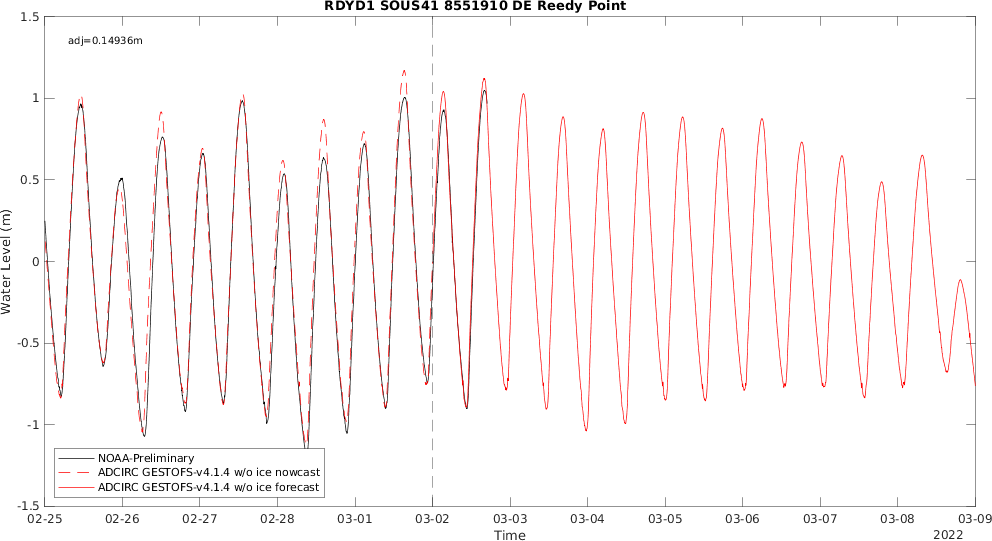 RDYD1 SOUS41 8551910 DE Reedy Point
adj=0.14936m
Water Level (m)
1.5
1
0.5
0
-0.5
-1
-1.5
NOAA-Preliminary
ADCIRC GESTOFS-v4.1.4 w/o ice nowcast
ADCIRC GESTOFS-v4.1.4 w/o ice forecast
02-25 02-26 02-27 02-28 03-01 03-02 03-03 03-04 03-05 03-06 03-07 03-08 03-09
Time
2022